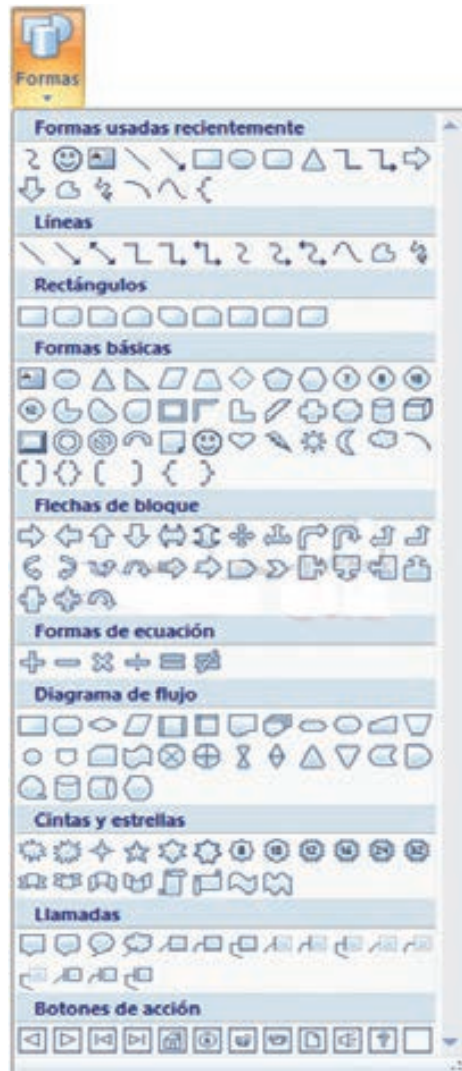 Formas
Formas usadas recientemente
Líneas
Rectángulos
Formas básicas
Flechas de bloque
Formas de ecuación
Diagrama de flujo
Cintas y estrellas
Llamadas
Botones de acción